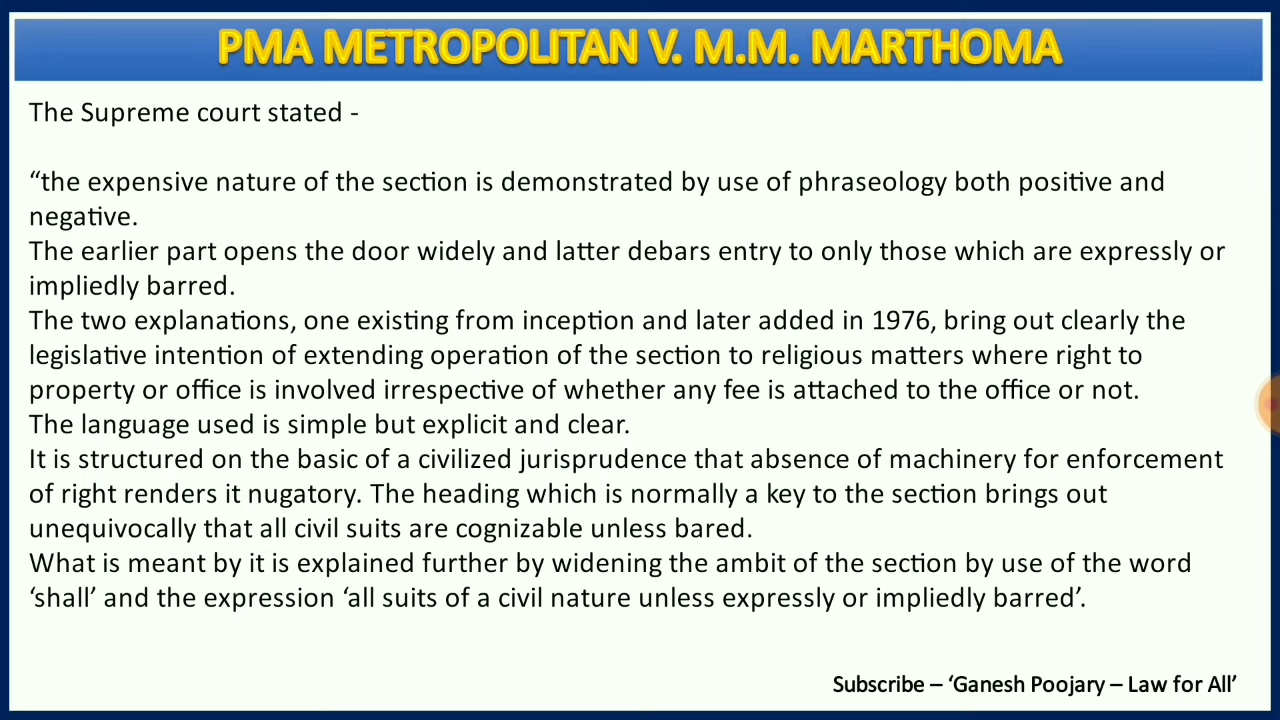 PMA METROPOLITAN V. M.M. MARTHOMA
The Supreme court stated -
“the expensive nature of the section is demonstrated by use of phraseology both positive and
negative.
The earlier part opens the door widely and latter debars entry to only those which are expressly or
impliedly barred.
The two explanations, one existing from inception and later added in 1976, bring out clearly the
legislative intention of extending operation of the section to religious matters where right to
property or office is involved irrespective of whether any fee is attached to the office or not.
The language used is simple but explicit and clear.
It is structured on the basic of a civilized jurisprudence that absence of machinery for enforcement
of right renders it nugatory. The heading which is normally a key to the section brings out
unequivocally that all civil suits are cognizable unless bared.
What is meant by it is explained further by widening the ambit of the section by use of the word
‘shall’ and the expression ‘all suits of a civil nature unless expressly or impliedly barred’.
Subscribe – ‘Ganesh Poojary – Law for All’